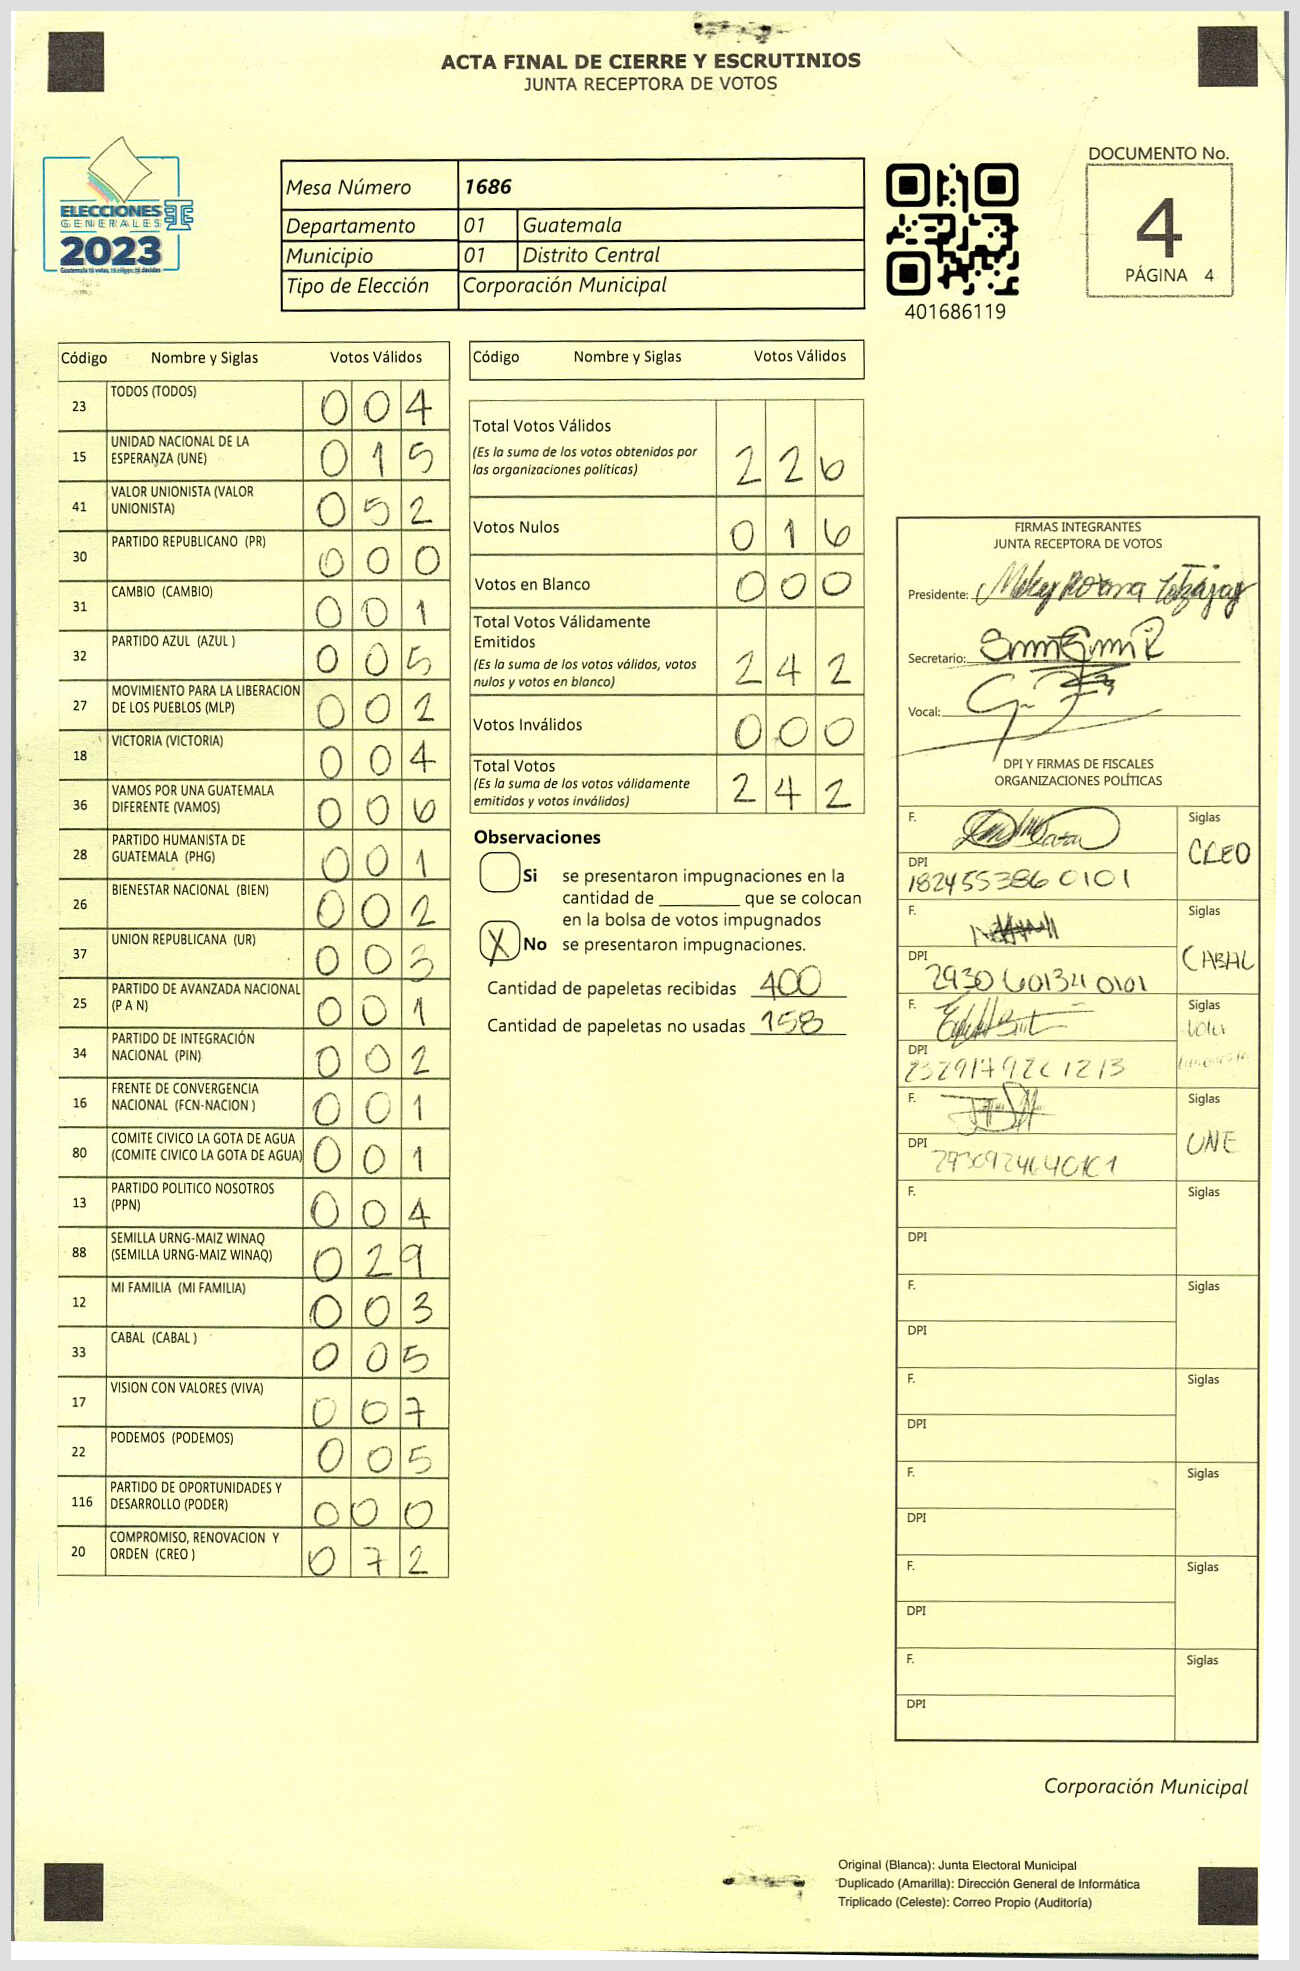 ACTA FINAL DE CIERRE Y ESCRUTINIOS
JUNTA RECEPTORA DE VOTOS
ELECCIONES
GENERALES
2023
Guatemala tú votas, tú eliges, tú decides
Mesa Número 1686
Departamento 01 Guatemala
Municipio 01 Distrito Central
Tipo de Elección Corporación Municipal
401686119
DOCUMENTO No.
4
PÁGINA 4
Código Nombre y Siglas Votos Válidos
23 TODOS (TODOS) 0 0 4
15 UNIDAD NACIONAL DE LA
ESPERANZA (UNE) 0 1 5
41 VALOR UNIONISTA (VALOR
UNIONISTA) 0 5 2
30 PARTIDO REPUBLICANO (PR) 0 0 0
31 CAMBIO (CAMBIO) 0 0 1
32 PARTIDO AZUL (AZUL ) 0 0 5
27 MOVIMIENTO PARA LA LIBERACION
DE LOS PUEBLOS (MLP) 0 0 2
18 VICTORIA (VICTORIA) 0 0 4
36 VAMOS POR UNA GUATEMALA
DIFERENTE (VAMOS) 0 0 6
28 PARTIDO HUMANISTA DE
GUATEMALA (PHG) 0 0 1
26 BIENESTAR NACIONAL (BIEN) 0 0 2
37 UNION REPUBLICANA (UR) 0 0 3
25 PARTIDO DE AVANZADA NACIONAL
(P A N) 0 0 1
34 PARTIDO DE INTEGRACIÓN
NACIONAL (PIN) 0 0 2
16 FRENTE DE CONVERGENCIA
NACIONAL (FCN-NACION ) 0 0 1
80 COMITE CIVICO LA GOTA DE AGUA
(COMITE CIVICO LA GOTA DE AGUA) 0 0 1
13 PARTIDO POLITICO NOSOTROS
(PPN) 0 0 4
88 SEMILLA URNG-MAIZ WINAQ
(SEMILLA URNG-MAIZ WINAQ) 0 2 9
12 MI FAMILIA (MI FAMILIA) 0 0 3
33 CABAL (CABAL ) 0 0 5
17 VISION CON VALORES (VIVA) 0 0 7
22 PODEMOS (PODEMOS) 0 0 5
116 PARTIDO DE OPORTUNIDADES Y
DESARROLLO (PODER) 0 0 0
20 COMPROMISO, RENOVACION Y
ORDEN (CREO ) 0 7 2
Código Nombre y Siglas Votos Válidos
Total Votos Válidos
(Es la suma de los votos obtenidos por
las organizaciones políticas) 2 2 6
Votos Nulos 0 1 6
Votos en Blanco 0 0 0
Total Votos Válidamente
Emitidos
(Es la suma de los votos válidos, votos
nulos y votos en blanco) 2 4 2
Votos Inválidos 0 0 0
Total Votos
(Es la suma de los votos válidamente
emitidos y votos inválidos) 2 4 2
Observaciones
Si se presentaron impugnaciones en la
cantidad de ________ que se colocan
en la bolsa de votos impugnados
X No se presentaron impugnaciones.
Cantidad de papeletas recibidas 400
Cantidad de papeletas no usadas 158
FIRMAS INTEGRANTES
JUNTA RECEPTORA DE VOTOS
Presidente:
Secretario:
Vocal:
DPI Y FIRMAS DE FISCALES
ORGANIZACIONES POLÍTICAS
F. Siglas
CREO
DPI
182455386 0101
F. Siglas
CABAL
DPI
2930 60134 0101
F. Siglas
DPI
F. Siglas
UNE
DPI
F. Siglas
DPI
F. Siglas
DPI
F. Siglas
DPI
F. Siglas
DPI
F. Siglas
DPI
F. Siglas
DPI
Corporación Municipal
Original (Blanca): Junta Electoral Municipal
Duplicado (Amarilla): Dirección General de Informática
Triplicado (Celeste): Correo Propio (Auditoría)